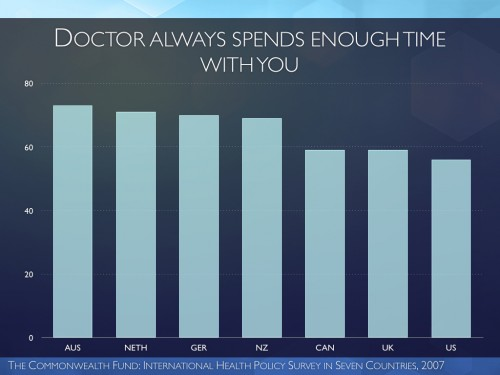 DOCTOR ALWAYS SPENDS ENOUGH TIME
WITH YOU
80
60
40
20
0
AUS NETH GER NZ CAN UK US
THE COMMONWEALTH FUND: INTERNATIONAL HEALTH POLICY SURVEY IN SEVEN COUNTRIES, 2007